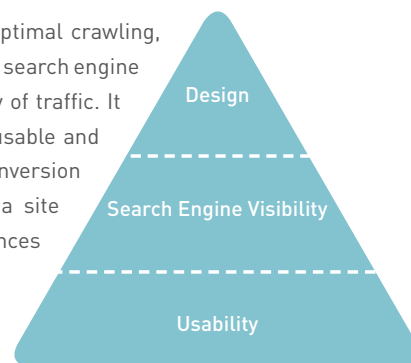 ptimal crawling,
search engine
of traffic. It
usable and
nversion
a site
nces
Design
Search Engine Visibility
Usability